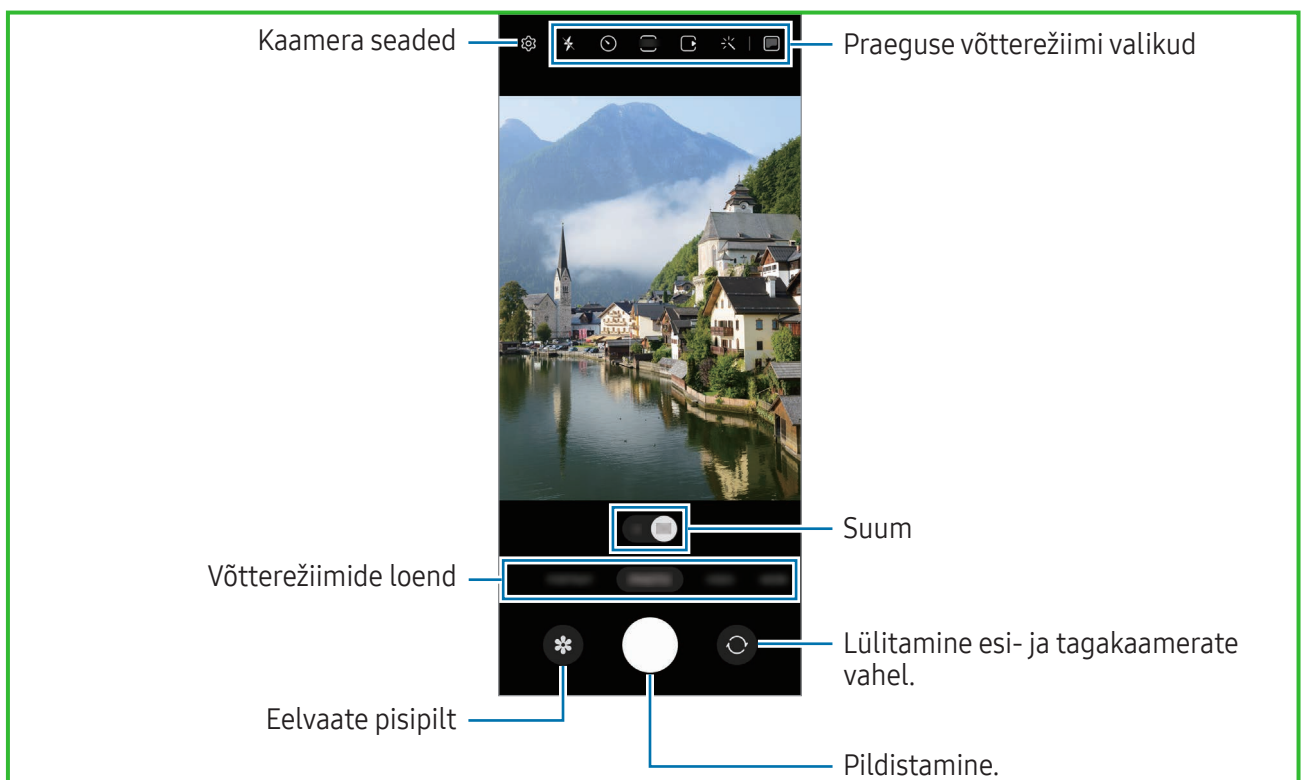 Kaamera seaded
Praeguse võtterežiimi valikud
Suum
Võtterežiimide loend
Lülitamine esi- ja tagakaamerate
vahel.
Eelvaate pisipilt
Pildistamine.